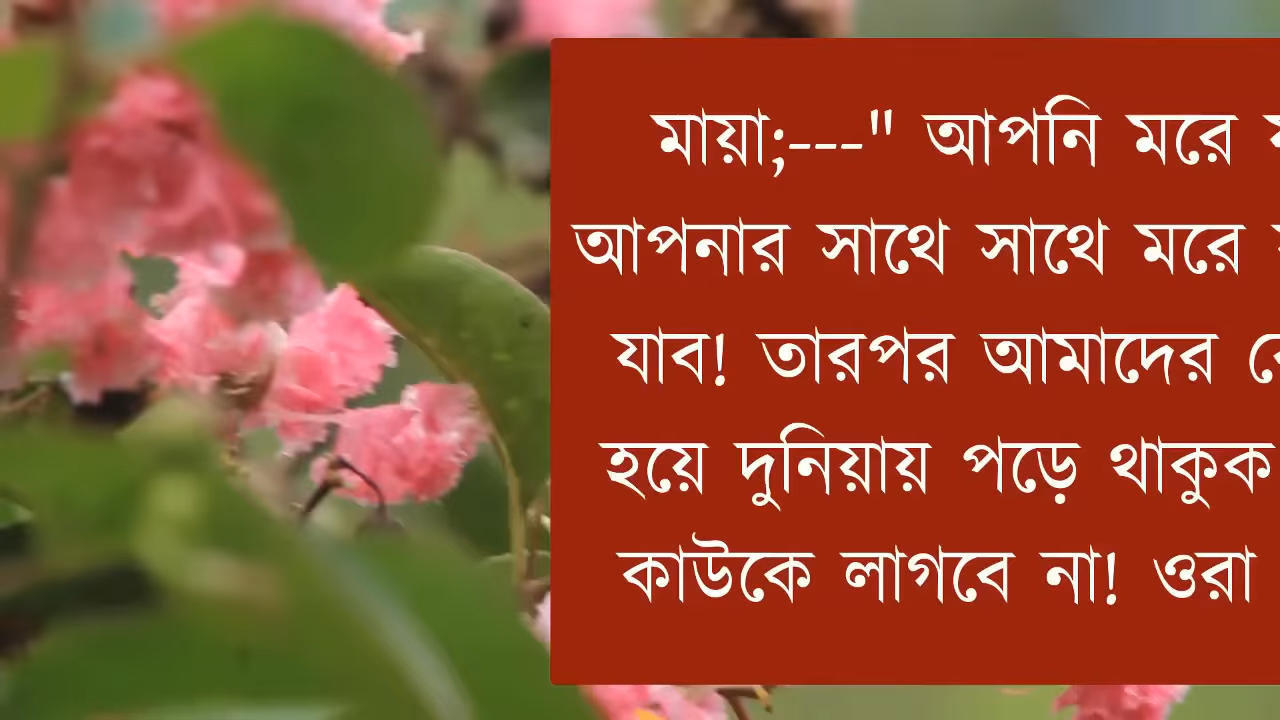 মায়া;---" আপনি মরে
আপনার সাথে সাথে মরে
যাব! তারপর আমাদের
হয়ে দুনিয়ায় পড়ে থাকুক
কাউকে লাগবে না! ওরা